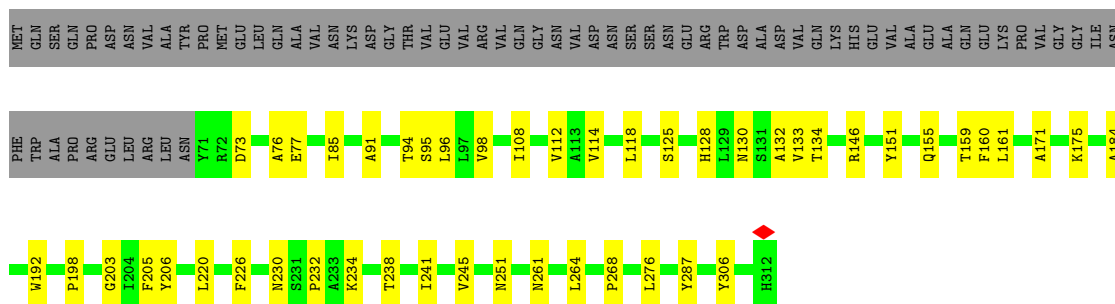 MET GLN SER GLN PRO ASP ASN VAL ALA TYR PRO MET GLU LEU GLN ALA VAL ASN LYS ASP GLY THR VAL GLU VAL ARG VAL GLN GLY ASN VAL ASP ASN SER SER ASN GLU ARG TRP ASP ALA ASP VAL GLN LYS HIS GLU VAL ALA GLU ALA GLN GLU LYS PRO VAL GLY GLY ILE ASN
PHE TRP ALA PRO ARG GLU LEU ARG LEU ASN Y71 R72 D73 A76 E77 I85 A91 T94 S95 L96 L97 V98 I108 V112 A113 V114 L118 S125 H128 L129 N130 S131 A132 V133 T134 R146 Y151 Q155 T159 F160 L161 A171 K175 A184
W192 P198 G203 I204 F205 Y206 L220 F226 N230 S231 P232 A233 K234 T238 I241 V245 N251 N261 L264 P268 L276 Y287 Y306 H312